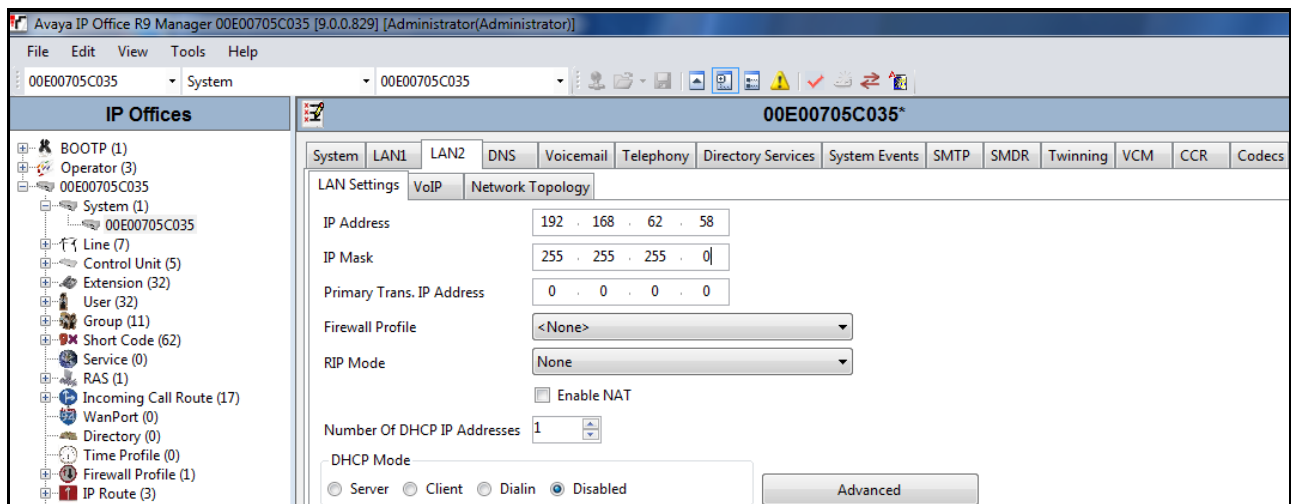 Avaya IP Office R9 Manager 00E00705C035 [9.0.0.829] [Administrator(Administrator)]
File Edit View Tools Help
00E00705C035 System 00E00705C035
IP Offices
00E00705C035*
BOOTP (1)
Operator (3)
00E00705C035
System (1)
00E00705C035
Line (7)
Control Unit (5)
Extension (32)
User (32)
Group (11)
9x Short Code (62)
Service (0)
RAS (1)
Incoming Call Route (17)
WanPort (0)
Directory (0)
Time Profile (0)
Firewall Profile (1)
IP Route (3)
System LAN1 LAN2 DNS Voicemail Telephony Directory Services System Events SMTP SMDR Twinning VCM CCR Codecs
LAN Settings VoIP Network Topology
IP Address 192 . 168 . 62 . 58
IP Mask 255 . 255 . 255 . 0
Primary Trans. IP Address 0 . 0 . 0 . 0
Firewall Profile <None>
RIP Mode None
Enable NAT
Number Of DHCP IP Addresses 1
DHCP Mode
Server Client Dialin Disabled
Advanced